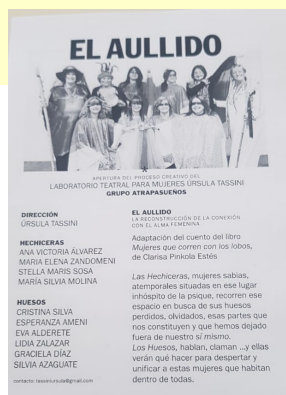 EL AULLIDO
APERTURA DEL PROCESO CREATIVO DEL
LABORATORIO TEATRAL PARA MUJERES ÚRSULA TASSINI
GRUPO ATRAPASUEÑOS
DIRECCIÓN
ÚRSULA TASSINI
HECHICERAS
ANA VICTORIA ÁLVAREZ
MARIA ELENA ZANDOMENI
STELLA MARIS SOSA
MARÍA SILVIA MOLINA
HUESOS
CRISTINA SILVA
ESPERANZA AMENI
EVA ALDERETE
LIDIA ZALAZAR
GRACIELA DÍAZ
SILVIA AZAGUATE
contacto: tassiniursula@gmail.com
EL AULLIDO
LA RECONSTRUCCIÓN DE LA CONEXIÓN
CON EL ALMA FEMENINA
Adaptación del cuento del libro
Mujeres que corren con los lobos,
de Clarisa Pinkola Estés
Las Hechiceras, mujeres sabias,
atemporales situadas en ese lugar
inhóspito de la psique, recorren ese
espacio en busca de sus huesos
perdidos, olvidados, esas partes que
nos constituyen y que hemos dejado
fuera de nuestro sí mismo.
Los Huesos, hablan, claman ...y ellas
verán qué hacer para despertar y
unificar a estas mujeres que habitan
dentro de todas.